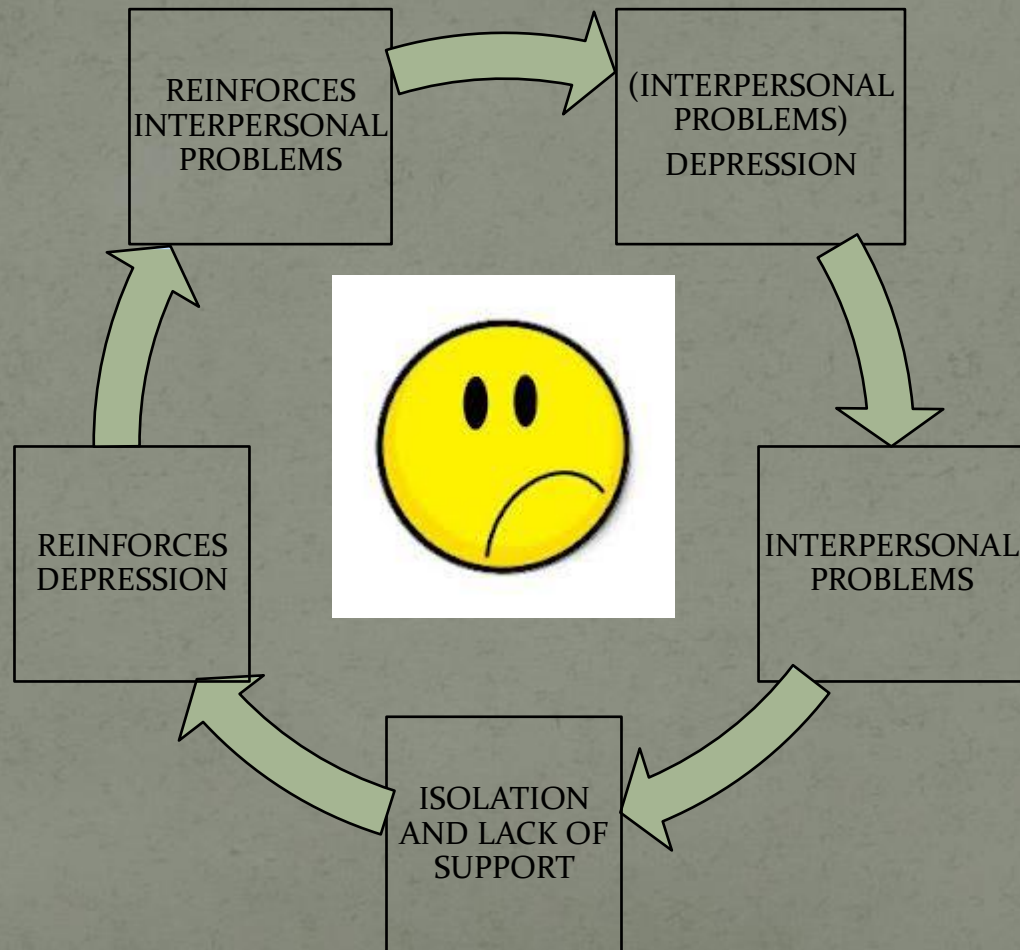 REINFORCES
INTERPERSONAL
PROBLEMS
(INTERPERSONAL
PROBLEMS)
DEPRESSION
INTERPERSONAL
PROBLEMS
ISOLATION
AND LACK OF
SUPPORT
REINFORCES
DEPRESSION